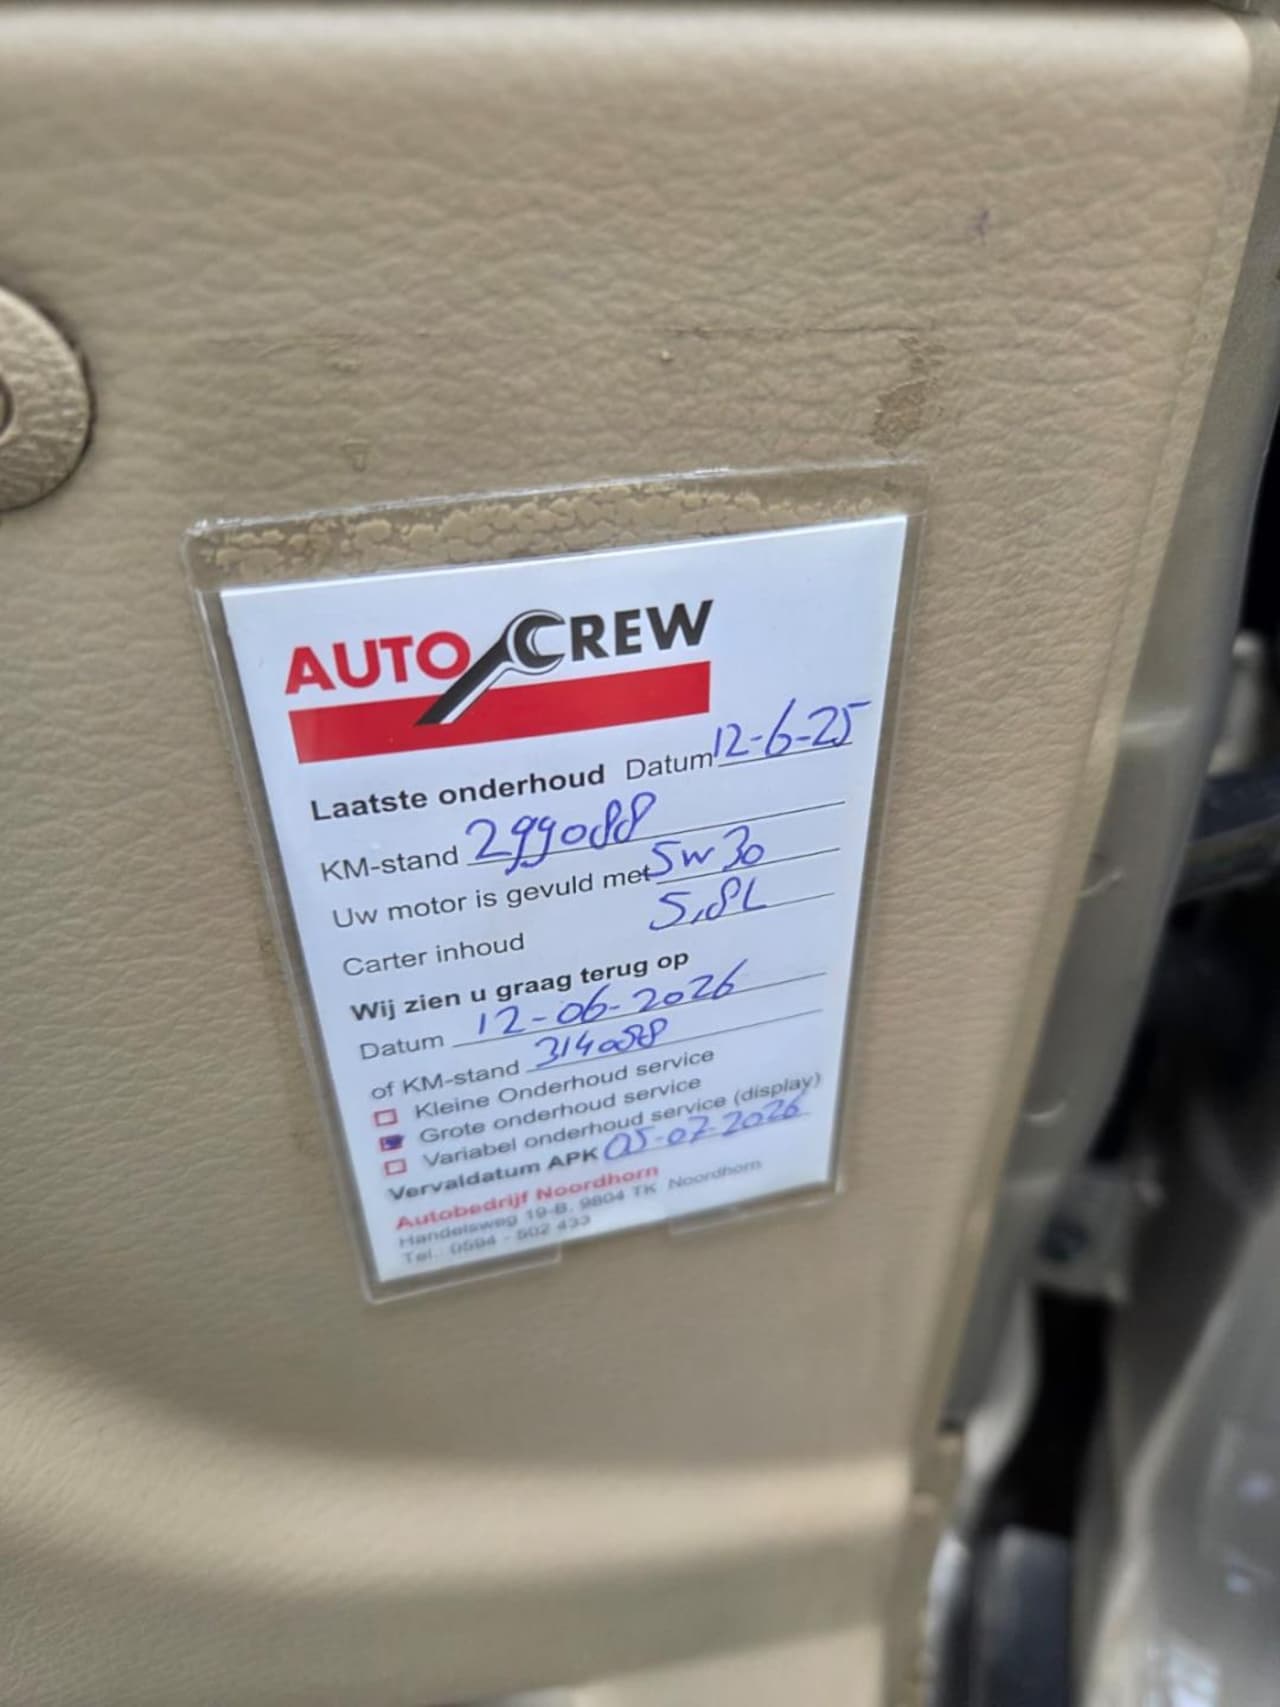 AUTO CREW
Laatste onderhoud Datum 12-6-25
KM-stand 299088
Uw motor is gevuld met 5w30
Carter inhoud 5,8L
Wij zien u graag terug op
Datum 12-06-2026
of KM-stand 314088
Kleine Onderhoud service
Grote onderhoud service
Variabel onderhoud service (display)
Vervaldatum APK 05-07-2026
Autobedrijf Noordhorn
Handelsweg 19-B, 9804 TK Noordhorn
Tel.: 0594 - 502 433